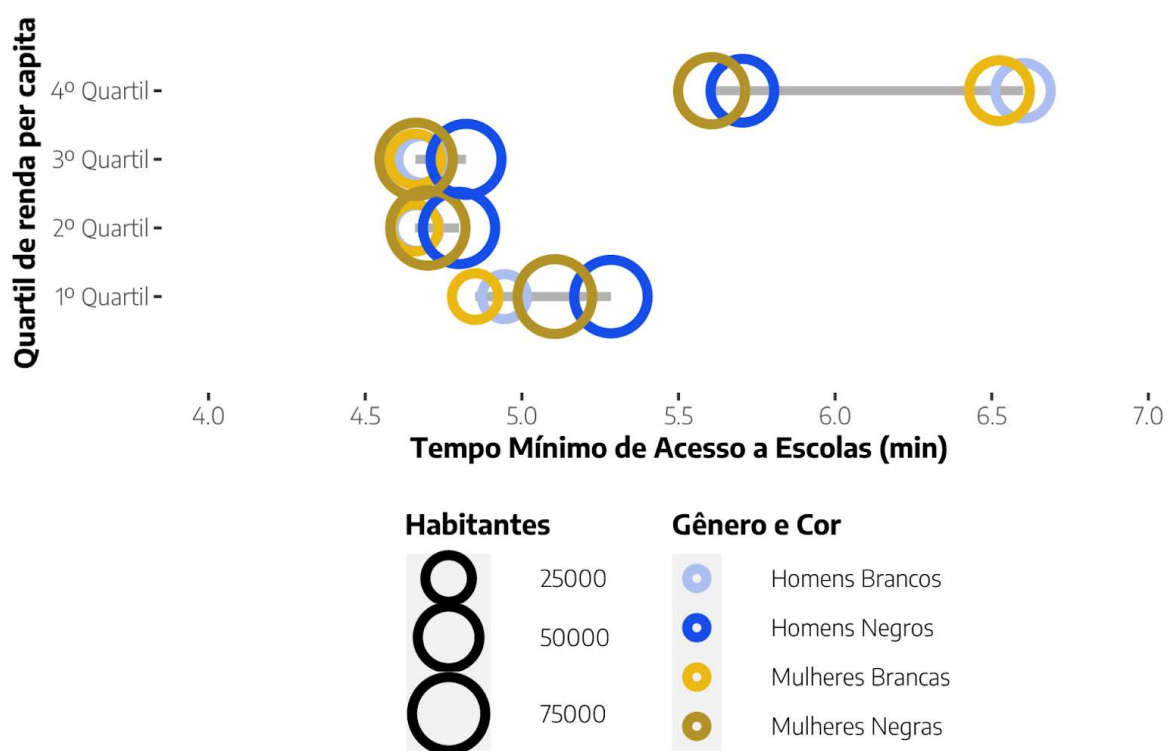 Quartil de renda per capita
4º Quartil
3º Quartil
2º Quartil
1º Quartil
4.0 4.5 5.0 5.5 6.0 6.5 7.0
Tempo Mínimo de Acesso a Escolas (min)
Habitantes
25000
50000
75000
Gênero e Cor
Homens Brancos
Homens Negros
Mulheres Brancas
Mulheres Negras